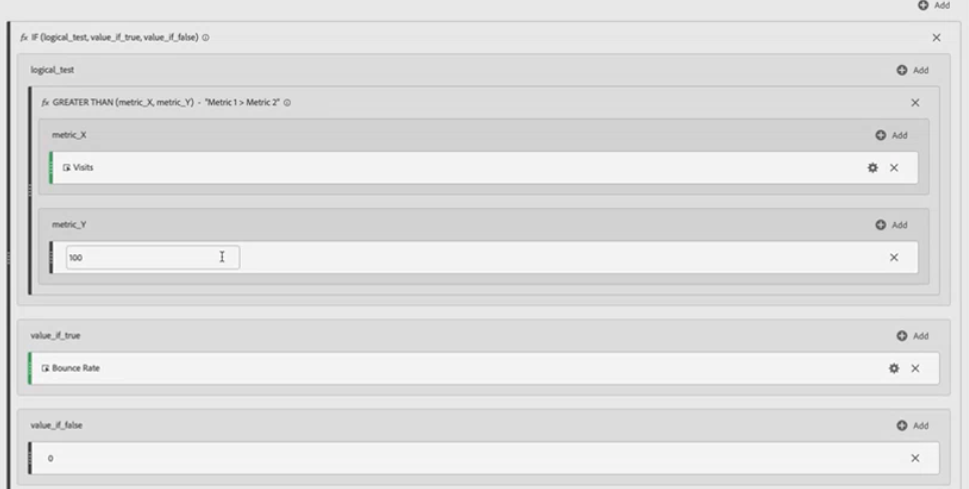 Add
fx IF (logical_test, value_if_true, value_if_false)
logical_test Add
fx GREATER THAN (metric_X, metric_Y) - "Metric 1 > Metric 2"
metric_X Add
Visits
metric_Y Add
100
value_if_true Add
Bounce Rate
value_if_false Add
0